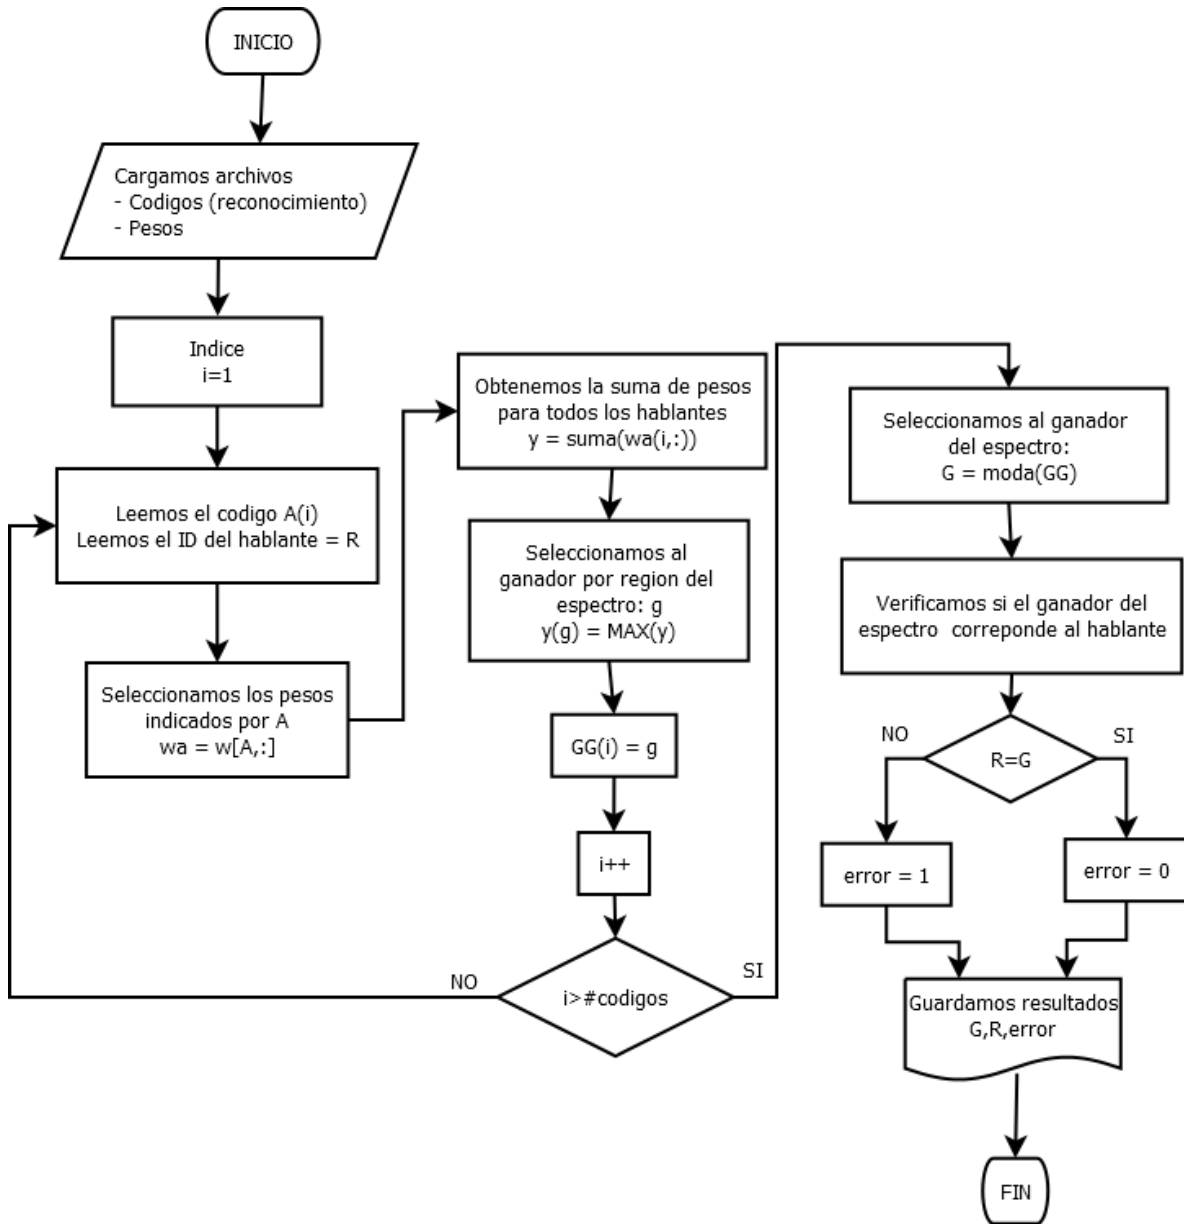 INICIO
Cargamos archivos
- Codigos (reconocimiento)
- Pesos
Indice
i=1
Leemos el codigo A(i)
Leemos el ID del hablante = R
Seleccionamos los pesos
indicados por A
wa = w[A,:]
Obtenemos la suma de pesos
para todos los hablantes
y = suma(wa(i,:))
Seleccionamos al
ganador por region del
espectro: g
y(g) = MAX(y)
GG(i) = g
i++
i>#codigos
NO
SI
Seleccionamos al ganador
del espectro:
G = moda(GG)
Verificamos si el ganador del
espectro correponde al hablante
R=G
NO
SI
error = 1
error = 0
Guardamos resultados
G,R,error
FIN